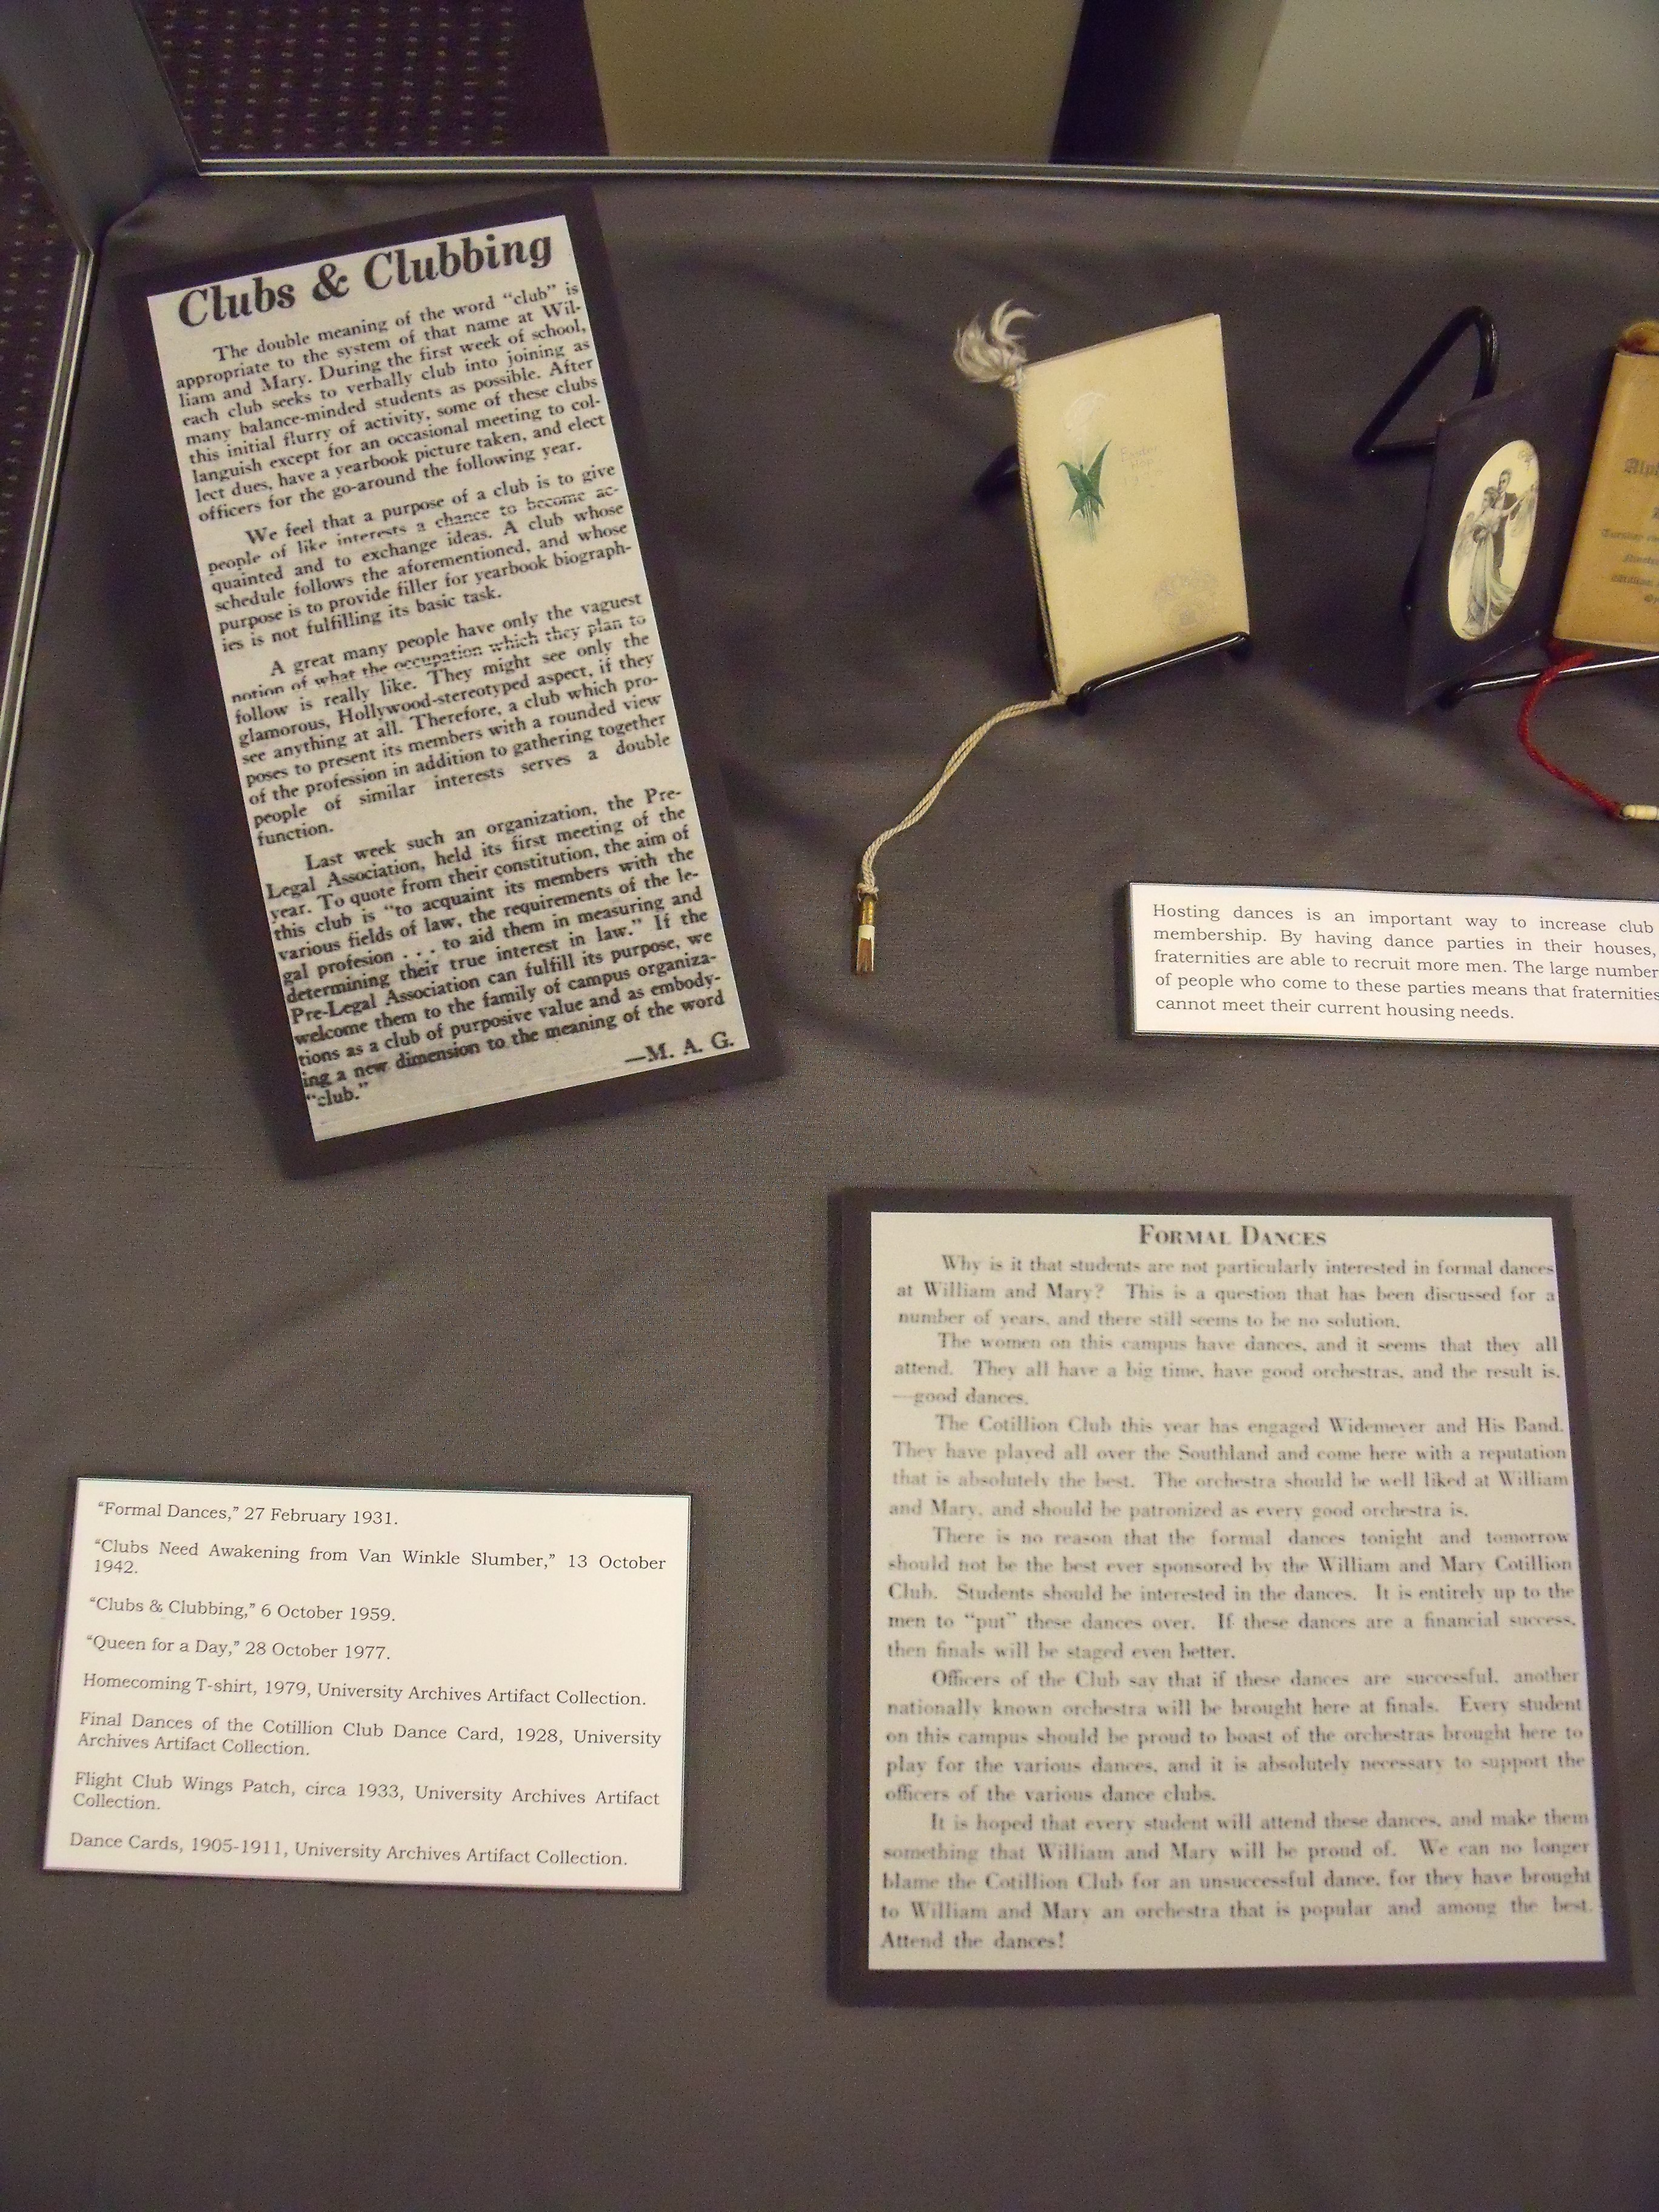 Clubs & Clubbing
The double meaning of the word “club” is
appropriate to the system of that name at Wil-
liam and Mary. During the first week of school,
each club seeks to verbally club into joining as
many balance-minded students as possible. After
this initial flurry of activity, some of these clubs
languish except for an occasional meeting to col-
lect dues, have a yearbook picture taken, and elect
officers for the go-around the following year.
We feel that a purpose of a club is to give
people of like interests a chance to become ac-
quainted and to exchange ideas. A club whose
schedule follows the aforementioned, and whose
purpose is to provide filler for yearbook biograph-
ies is not fulfilling its basic task.
A great many people have only the vaguest
notion of what the occupation which they plan to
follow is really like. They might see only the
glamorous, Hollywood-stereotyped aspect, if they
see anything at all. Therefore, a club which pro-
poses to present its members with a rounded view
of the profession in addition to gathering together
people of similar interests serves a double
function.
Last week such an organization, the Pre-
Legal Association, held its first meeting of the
year. To quote from their constitution, the aim of
this club is “to acquaint its members with the
various fields of law, the requirements of the le-
gal profesion . . . to aid them in measuring and
determining their true interest in law.” If the
Pre-Legal Association can fulfill its purpose, we
welcome them to the family of campus organiza-
tions as a club of purposive value and as embody-
ing a new dimension to the meaning of the word
“club.”
—M. A. G.
Hosting dances is an important way to increase club
membership. By having dance parties in their houses,
fraternities are able to recruit more men. The large number
of people who come to these parties means that fraternities
cannot meet their current housing needs.
FORMAL DANCES
Why is it that students are not particularly interested in formal dances
at William and Mary? This is a question that has been discussed for a
number of years, and there still seems to be no solution.
The women on this campus have dances, and it seems that they all
attend. They all have a big time, have good orchestras, and the result is,
—good dances.
The Cotillion Club this year has engaged Widemeyer and His Band.
They have played all over the Southland and come here with a reputation
that is absolutely the best. The orchestra should be well liked at William
and Mary, and should be patronized as every good orchestra is.
There is no reason that the formal dances tonight and tomorrow
should not be the best ever sponsored by the William and Mary Cotillion
Club. Students should be interested in the dances. It is entirely up to the
men to “put” these dances over. If these dances are a financial success,
then finals will be staged even better.
Officers of the Club say that if these dances are successful, another
nationally known orchestra will be brought here at finals. Every student
on this campus should be proud to boast of the orchestras brought here to
play for the various dances, and it is absolutely necessary to support the
officers of the various dance clubs.
It is hoped that every student will attend these dances, and make them
something that William and Mary will be proud of. We can no longer
blame the Cotillion Club for an unsuccessful dance, for they have brought
to William and Mary an orchestra that is popular and among the best.
Attend the dances!
“Formal Dances,” 27 February 1931.
“Clubs Need Awakening from Van Winkle Slumber,” 13 October
1942.
“Clubs & Clubbing,” 6 October 1959.
“Queen for a Day,” 28 October 1977.
Homecoming T-shirt, 1979, University Archives Artifact Collection.
Final Dances of the Cotillion Club Dance Card, 1928, University
Archives Artifact Collection.
Flight Club Wings Patch, circa 1933, University Archives Artifact
Collection.
Dance Cards, 1905-1911, University Archives Artifact Collection.